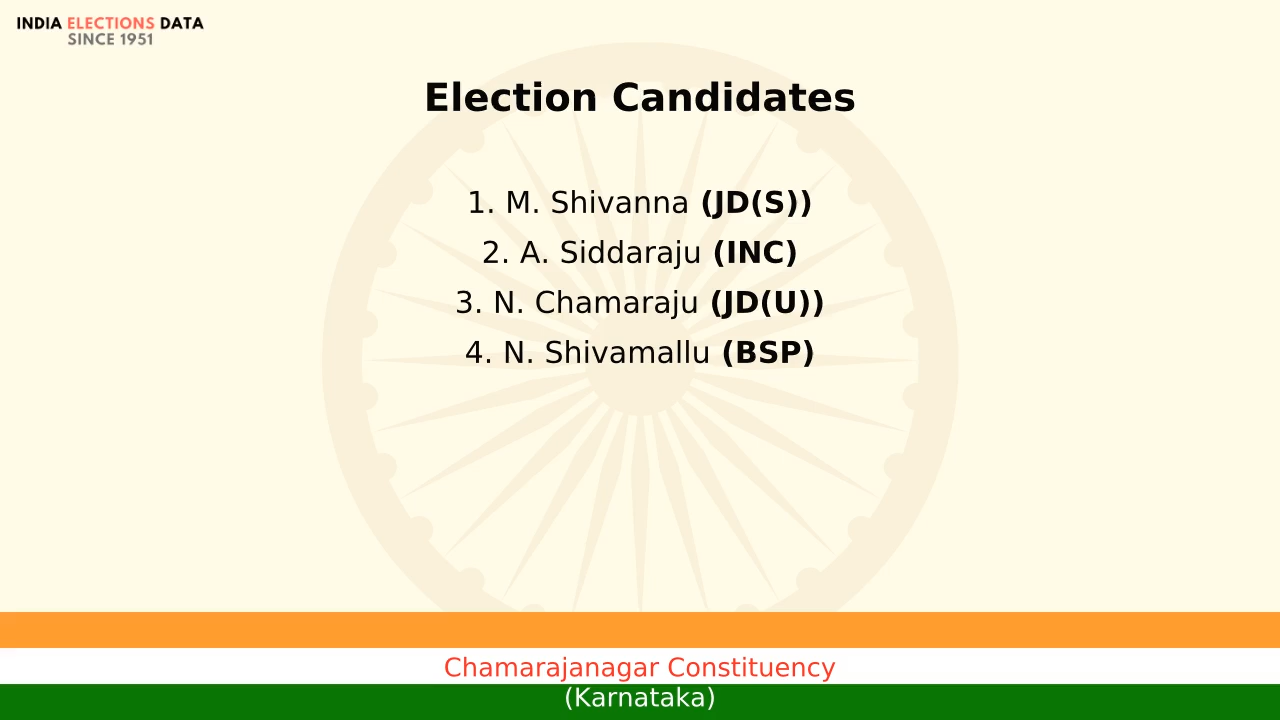 INDIA ELECTIONS DATA
SINCE 1951
Election Candidates
1. M. Shivanna (JD(S))
2. A. Siddaraju (INC)
3. N. Chamaraju (JD(U))
4. N. Shivamallu (BSP)
Chamarajanagar Constituency
(Karnataka)